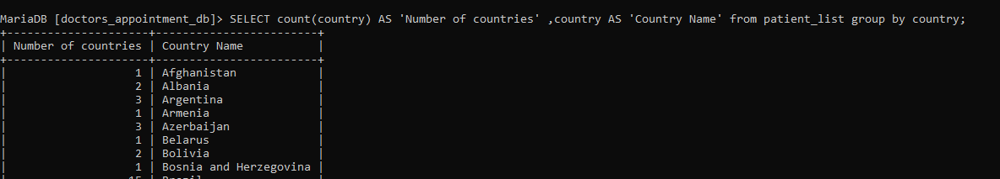 MariaDB [doctors_appointment_db]> SELECT count(country) AS 'Number of countries' ,country AS 'Country Name' from patient_list group by country;
+---------------------+------------------------+
| Number of countries | Country Name           |
+---------------------+------------------------+
|                   1 | Afghanistan            |
|                   2 | Albania                |
|                   3 | Argentina              |
|                   1 | Armenia                |
|                   3 | Azerbaijan             |
|                   1 | Belarus                |
|                   2 | Bolivia                |
|                   1 | Bosnia and Herzegovina |